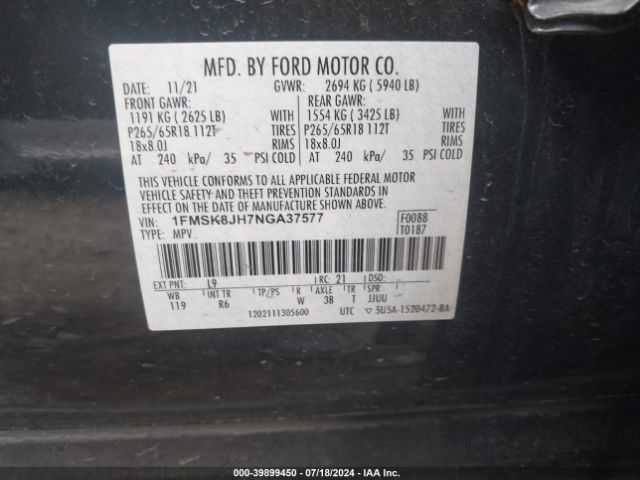 MFD. BY FORD MOTOR CO.
DATE: 11/21 GVWR: 2694 KG ( 5940 LB)
FRONT GAWR: REAR GAWR:
1191 KG ( 2625 LB) WITH 1554 KG ( 3425 LB) WITH
P265/65R18 112T TIRES P265/65R18 112T TIRES
18x8.0J RIMS 18x8.0J RIMS
AT 240 kPa/ 35 PSI COLD AT 240 kPa/ 35 PSI COLD
THIS VEHICLE CONFORMS TO ALL APPLICABLE FEDERAL MOTOR
VEHICLE SAFETY AND THEFT PREVENTION STANDARDS IN
EFFECT ON THE DATE OF MANUFACTURE SHOWN ABOVE.
VIN: 1FMSK8JH7NGA37577 F0088
TYPE: MPV T0187
EXT PNT: L9 RC: 21 DSO:
WB INT TR TP/PS R AXLE TR SPR
119 R6 W 3B T JJUU
1202111305600 UTC ▽ 5USA-1520472-BA
000-39899450 / 07/18/2024 / IAA Inc.